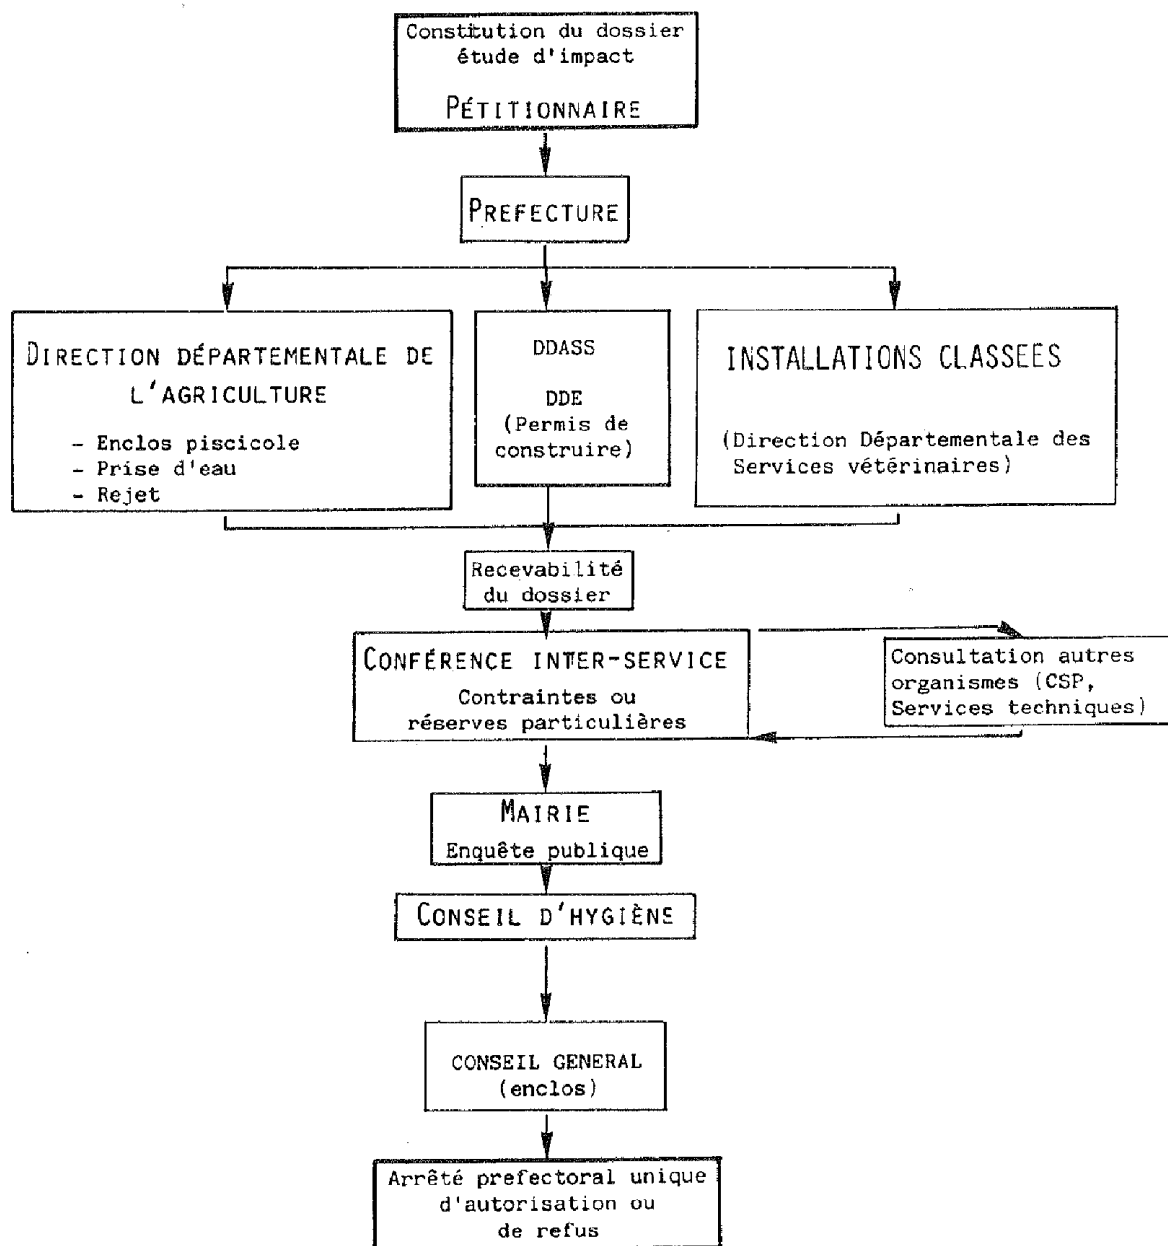 Constitution du dossier
étude d'impact
PÉTITIONNAIRE
PREFECTURE
DIRECTION DÉPARTEMENTALE DE
L'AGRICULTURE
- Enclos piscicole
- Prise d'eau
- Rejet
DDASS
DDE
(Permis de
construire)
INSTALLATIONS CLASSEES
(Direction Départementale des
Services vétérinaires)
Recevabilité
du dossier
CONFÉRENCE INTER-SERVICE
Contraintes ou
réserves particulières
Consultation autres
organismes (CSP,
Services techniques)
MAIRIE
Enquête publique
CONSEIL D'HYGIÈNE
CONSEIL GENERAL
(enclos)
Arrêté prefectoral unique
d'autorisation ou
de refus